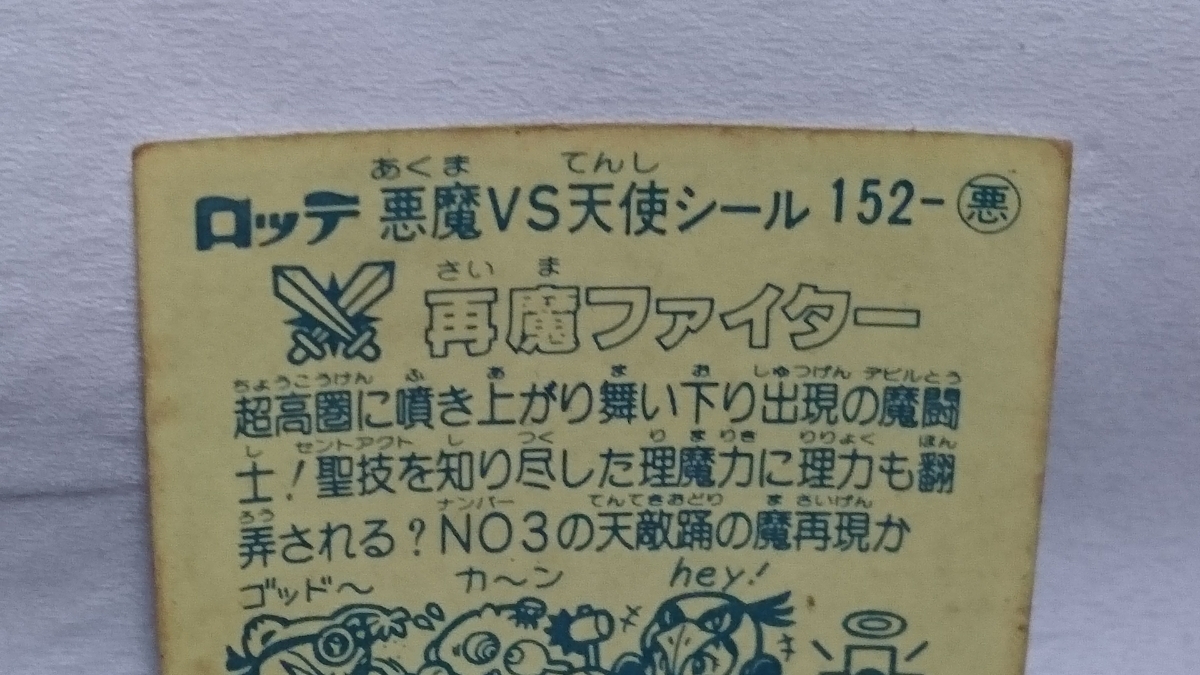 あくま てんし
ロッテ 悪魔VS天使シール 152-悪
さい ま
再魔ファイター
ちょうこうけん ふ あ ま お しゅつげん デビルとう
超高圏に噴き上がり舞い下り出現の魔闘
し セントアクト し つく り ま りき りりょく ほん
士!聖技を知り尽した理魔力に理力も翻
ろう ナンバー てんてきおどり ま さいげん
弄される?NO3の天敵踊の魔再現か
ゴッド〜 カ〜ン hey!